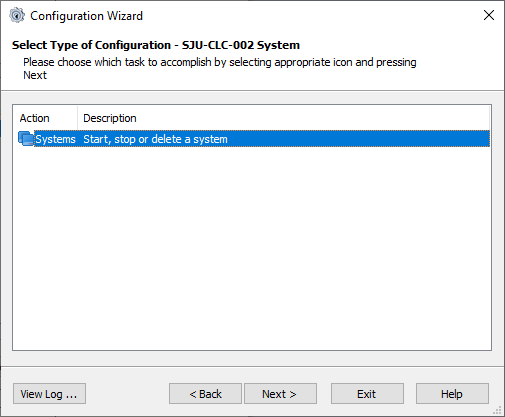 Configuration Wizard
Select Type of Configuration - SJU-CLC-002 System
Please choose which task to accomplish by selecting appropriate icon and pressing
Next
Action Description
Systems Start, stop or delete a system
View Log ... < Back Next > Exit Help